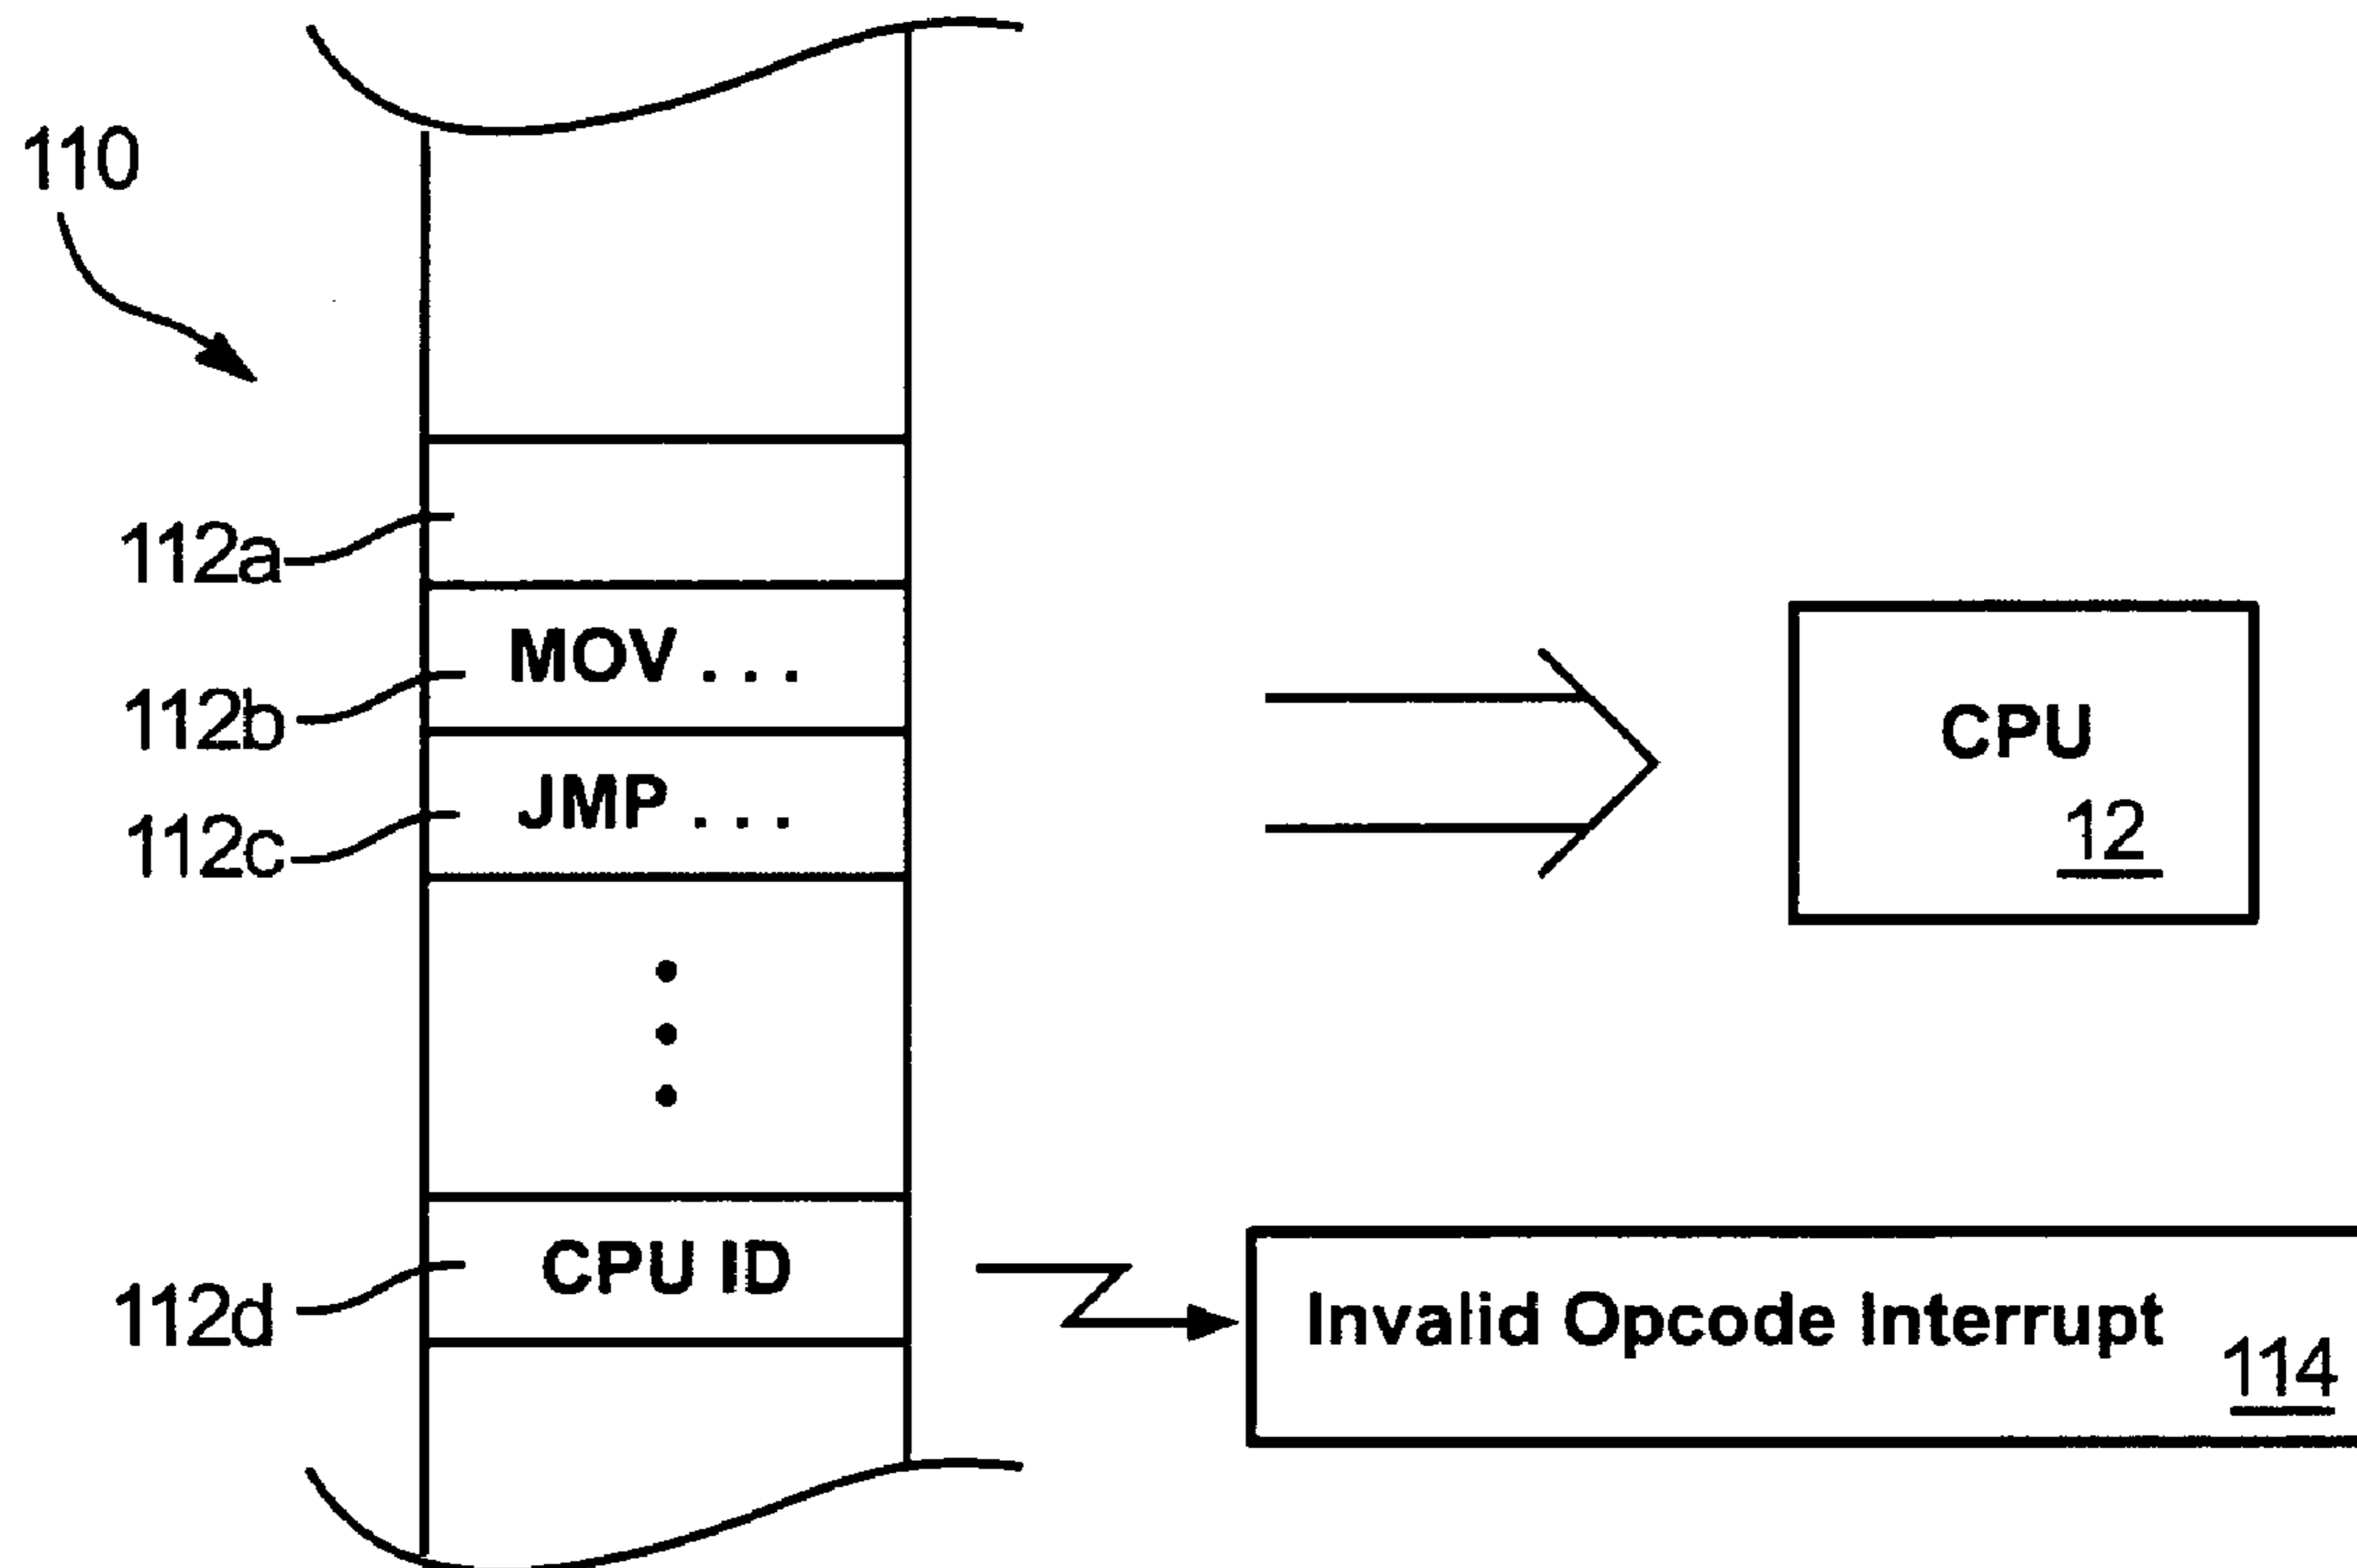 110
112a
MOV . . .
112b
JMP . . .
112c
CPU
12
CPU ID
112d
Invalid Opcode Interrupt
114